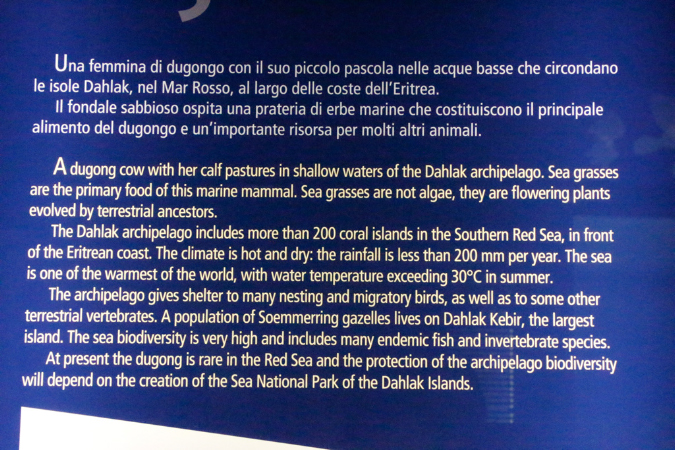 Una femmina di dugongo con il suo piccolo pascola nelle acque basse che circondano
le isole Dahlak, nel Mar Rosso, al largo delle coste dell'Eritrea.
Il fondale sabbioso ospita una prateria di erbe marine che costituiscono il principale
alimento del dugongo e un'importante risorsa per molti altri animali.
A dugong cow with her calf pastures in shallow waters of the Dahlak archipelago. Sea grasses
are the primary food of this marine mammal. Sea grasses are not algae, they are flowering plants
evolved by terrestrial ancestors.
The Dahlak archipelago includes more than 200 coral islands in the Southern Red Sea, in front
of the Eritrean coast. The climate is hot and dry: the rainfall is less than 200 mm per year. The sea
is one of the warmest of the world, with water temperature exceeding 30°C in summer.
The archipelago gives shelter to many nesting and migratory birds, as well as to some other
terrestrial vertebrates. A population of Soemmerring gazelles lives on Dahlak Kebir, the largest
island. The sea biodiversity is very high and includes many endemic fish and invertebrate species.
At present the dugong is rare in the Red Sea and the protection of the archipelago biodiversity
will depend on the creation of the Sea National Park of the Dahlak Islands.